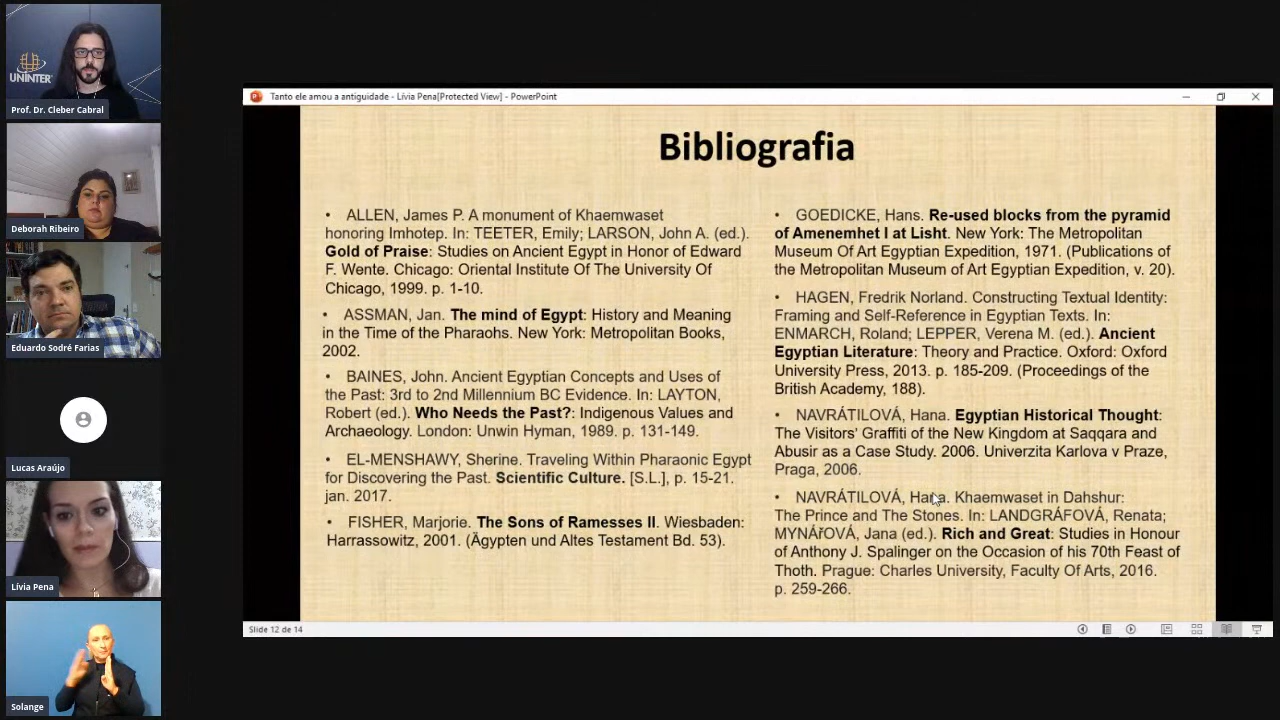 UNINTER
Prof. Dr. Cleber Cabral
Deborah Ribeiro
Eduardo Sodré Farias
Lucas Araújo
Lívia Pena
Solange
Tanto ele amou a antiguidade - Lívia Pena[Protected View] - PowerPoint
Bibliografia
• ALLEN, James P. A monument of Khaemwaset
honoring Imhotep. In: TEETER, Emily; LARSON, John A. (ed.).
Gold of Praise: Studies on Ancient Egypt in Honor of Edward
F. Wente. Chicago: Oriental Institute Of The University Of
Chicago, 1999. p. 1-10.
• ASSMAN, Jan. The mind of Egypt: History and Meaning
in the Time of the Pharaohs. New York: Metropolitan Books,
2002.
• BAINES, John. Ancient Egyptian Concepts and Uses of
the Past: 3rd to 2nd Millennium BC Evidence. In: LAYTON,
Robert (ed.). Who Needs the Past?: Indigenous Values and
Archaeology. London: Unwin Hyman, 1989. p. 131-149.
• EL-MENSHAWY, Sherine. Traveling Within Pharaonic Egypt
for Discovering the Past. Scientific Culture. [S.L.], p. 15-21.
jan. 2017.
• FISHER, Marjorie. The Sons of Ramesses II. Wiesbaden:
Harrassowitz, 2001. (Ägypten und Altes Testament Bd. 53).
• GOEDICKE, Hans. Re-used blocks from the pyramid
of Amenemhet I at Lisht. New York: The Metropolitan
Museum Of Art Egyptian Expedition, 1971. (Publications of
the Metropolitan Museum of Art Egyptian Expedition, v. 20).
• HAGEN, Fredrik Norland. Constructing Textual Identity:
Framing and Self-Reference in Egyptian Texts. In:
ENMARCH, Roland; LEPPER, Verena M. (ed.). Ancient
Egyptian Literature: Theory and Practice. Oxford: Oxford
University Press, 2013. p. 185-209. (Proceedings of the
British Academy, 188).
• NAVRÁTILOVÁ, Hana. Egyptian Historical Thought:
The Visitors' Graffiti of the New Kingdom at Saqqara and
Abusir as a Case Study. 2006. Univerzita Karlova v Praze,
Praga, 2006.
• NAVRÁTILOVÁ, Hana. Khaemwaset in Dahshur:
The Prince and The Stones. In: LANDGRÁFOVÁ, Renata;
MYNÁřOVÁ, Jana (ed.). Rich and Great: Studies in Honour
of Anthony J. Spalinger on the Occasion of his 70th Feast of
Thoth. Prague: Charles University, Faculty Of Arts, 2016.
p. 259-266.
Slide 12 de 14